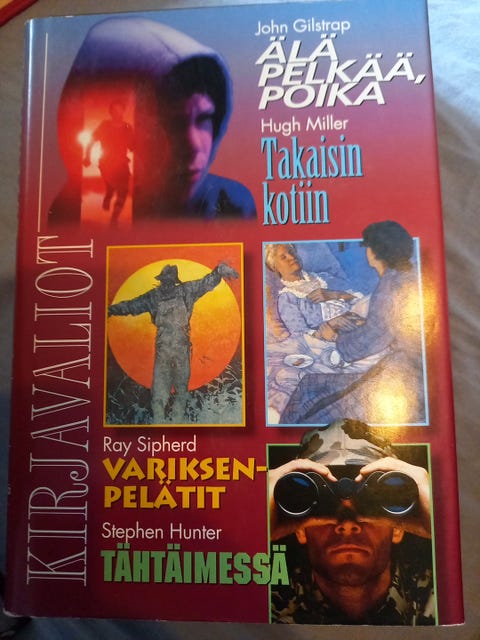 John Gilstrap
ÄLÄ
PELKÄÄ,
POIKA
Hugh Miller
Takaisin
kotiin
KIRJAVALIOT
Ray Sipherd
VARIKSEN-
PELÄTIT
Stephen Hunter
TÄHTÄIMESSÄ